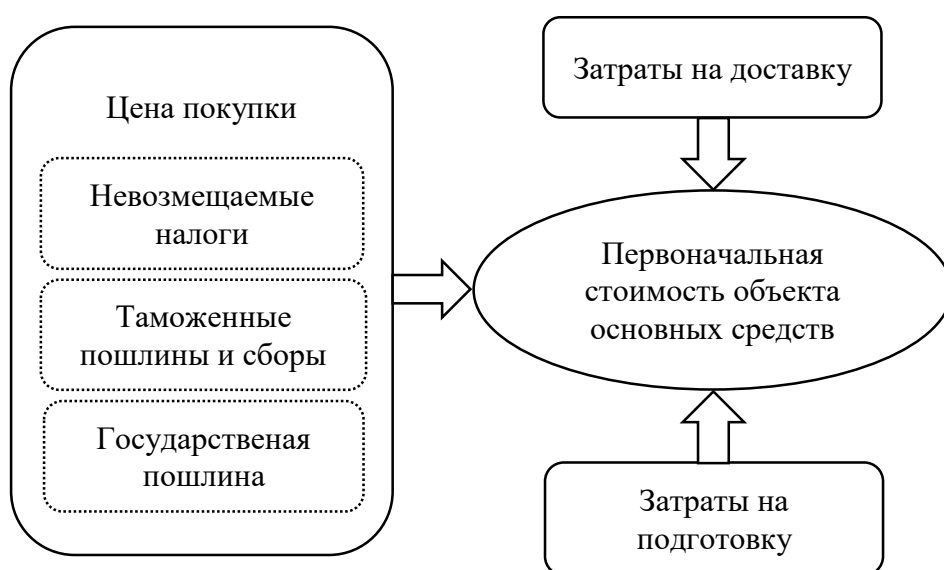 Цена покупки
Невозмещаемые
налоги
Таможенные
пошлины и сборы
Государственая
пошлина
Затраты на доставку
Первоначальная
стоимость объекта
основных средств
Затраты на
подготовку